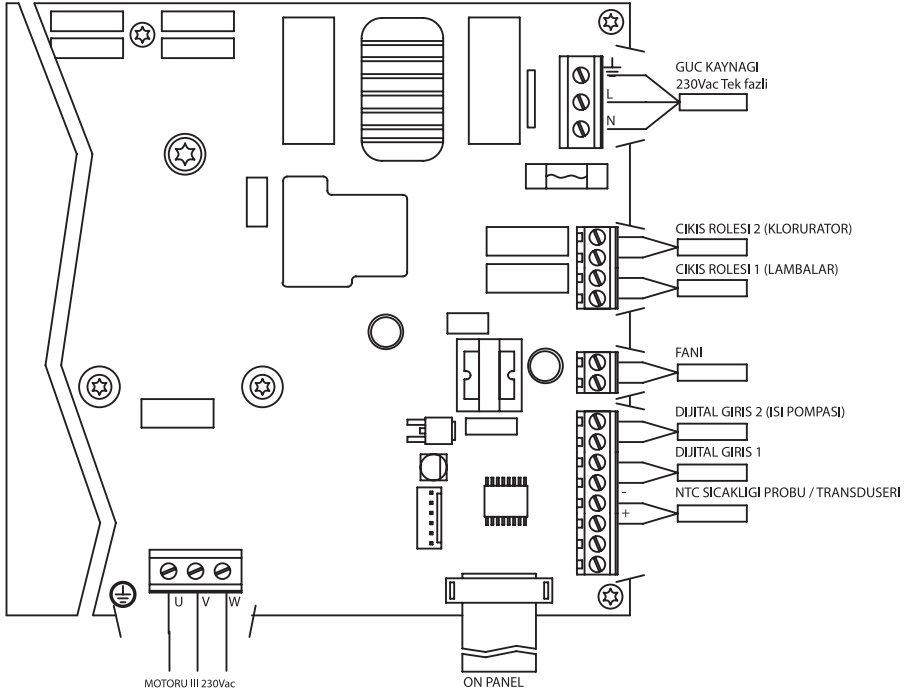 GUC KAYNAGI
230Vac Tek fazli
L
N
CIKIS ROLESI 2 (KLORURATOR)
CIKIS ROLESI 1 (LAMBALAR)
FANI
DIJITAL GIRIS 2 (ISI POMPASI)
DIJITAL GIRIS 1
-
NTC SICAKLIGI PROBU / TRANSDUSERI
+
U V W
MOTORU III 230Vac
ON PANEL